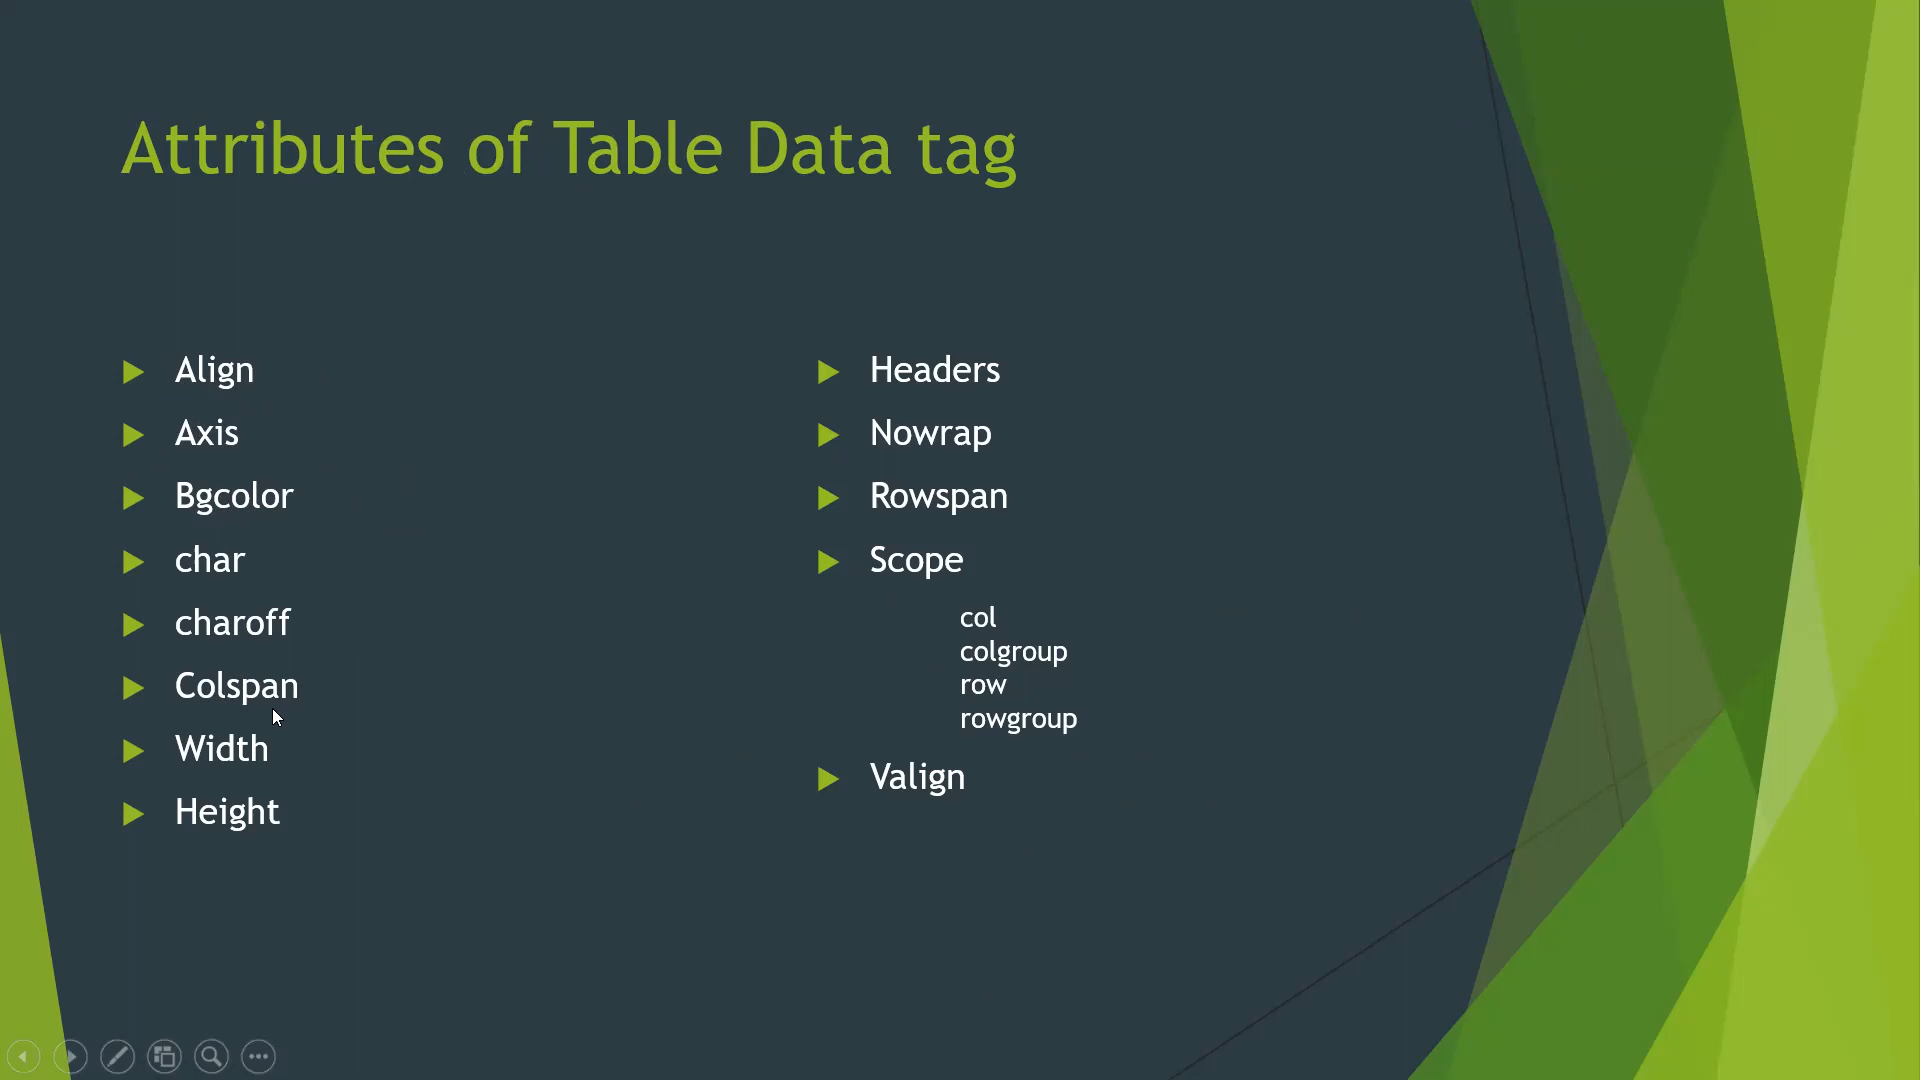 Attributes of Table Data tag
Align
Axis
Bgcolor
char
charoff
Colspan
Width
Height
Headers
Nowrap
Rowspan
Scope
col
colgroup
row
rowgroup
Valign